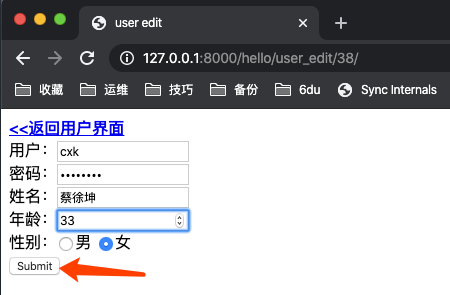 user edit
127.0.0.1:8000/hello/user_edit/38/
收藏 运维 技巧 备份 6du Sync Internals
<<返回用户界面
用户: cxk
密码: ••••••••
姓名: 蔡徐坤
年龄: 33
性别: 男 女
Submit